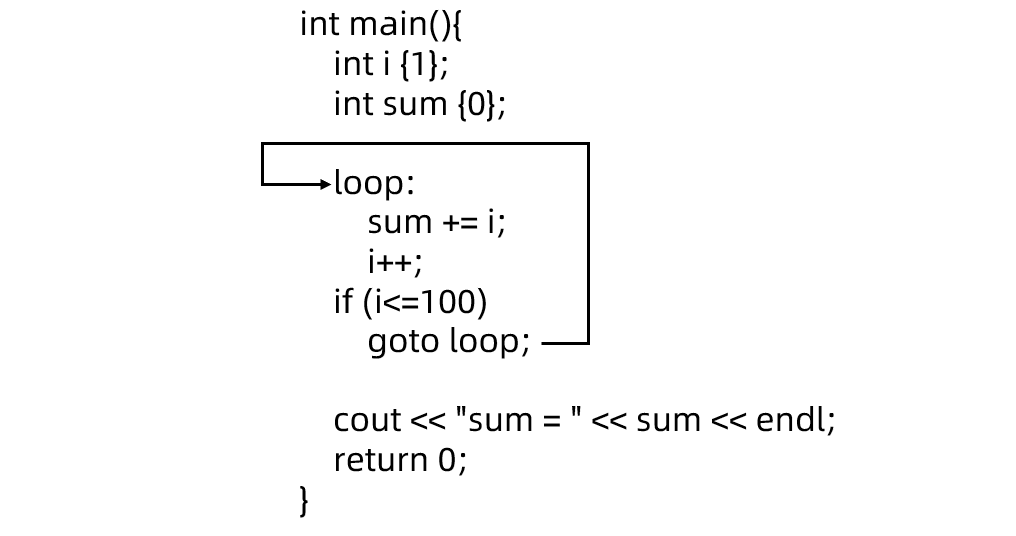 int main(){
int i {1};
int sum {0};
loop:
sum += i;
i++;
if (i<=100)
goto loop;
cout << "sum = " << sum << endl;
return 0;
}